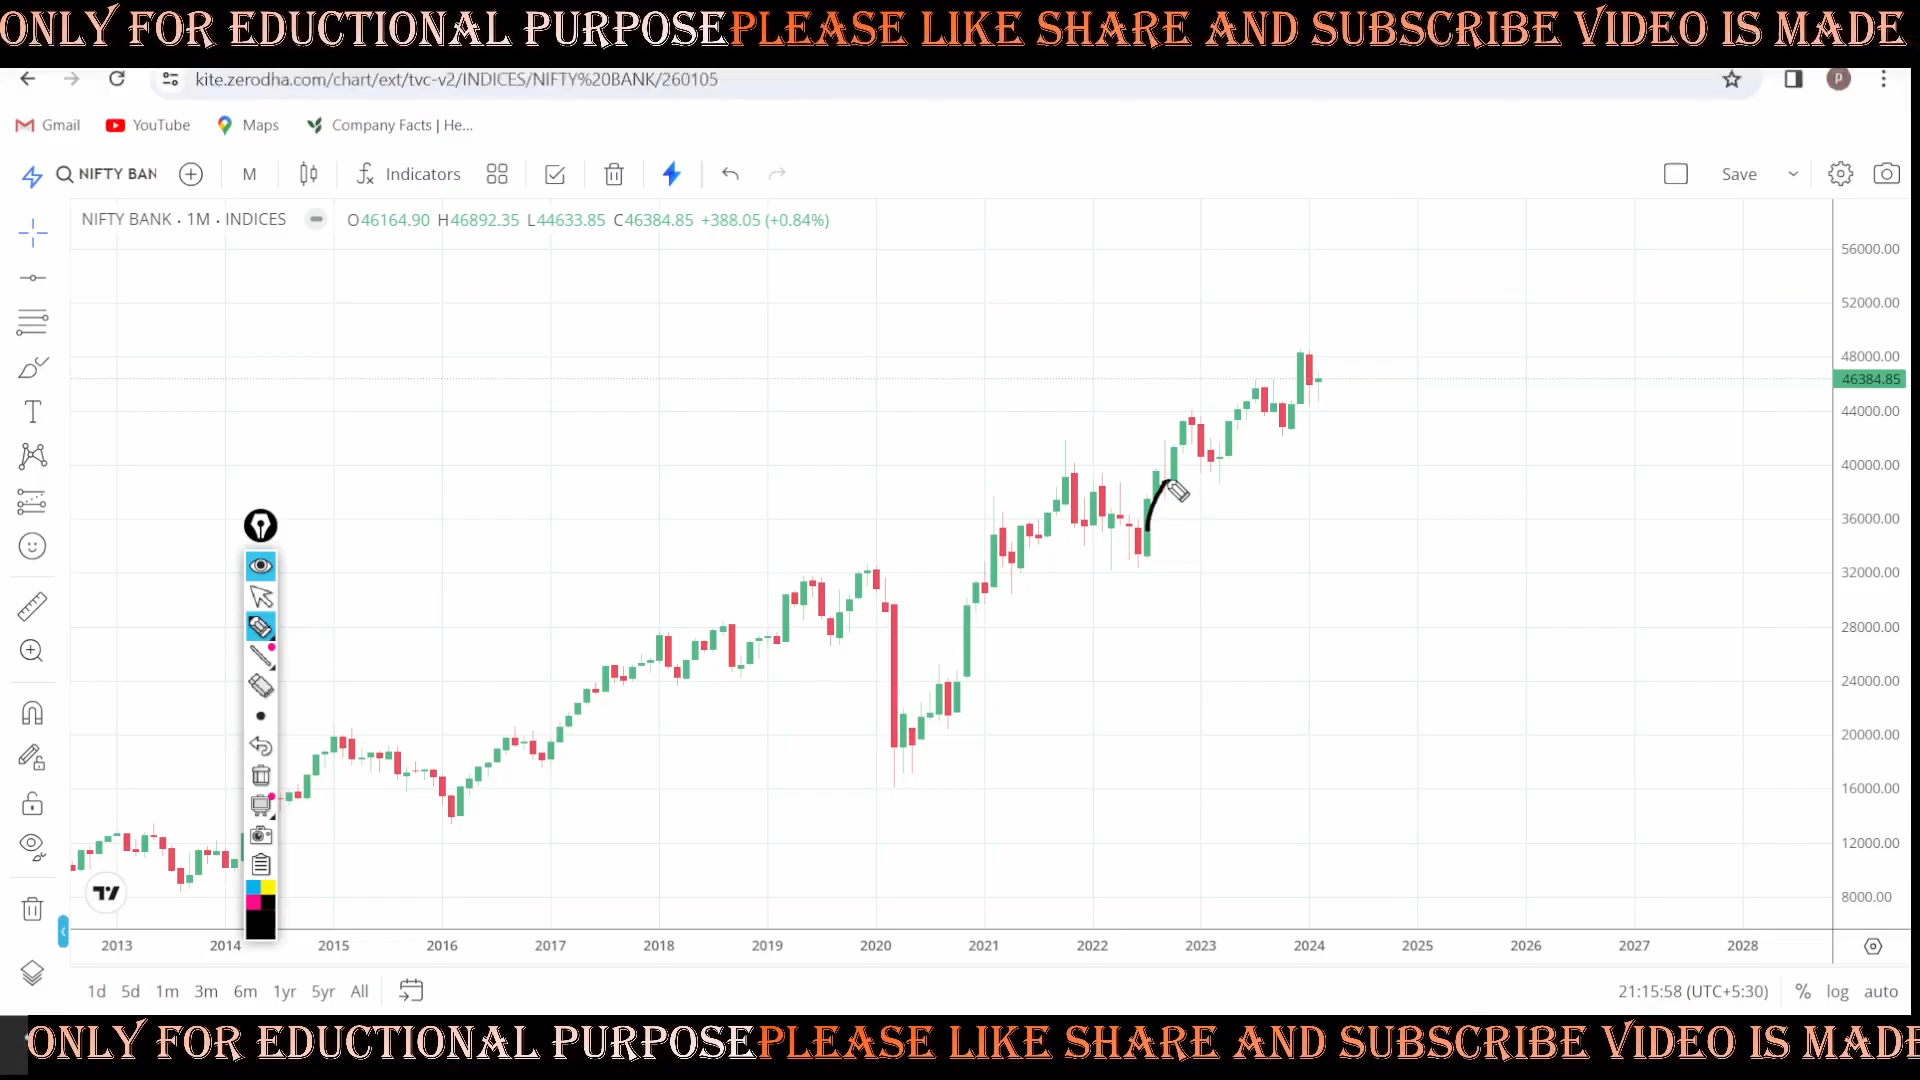 ONLY FOR EDUCTIONAL PURPOSEPLEASE LIKE SHARE AND SUBSCRIBE VIDEO IS MADE
kite.zerodha.com/chart/ext/tvc-v2/INDICES/NIFTY%20BANK/260105
P
Gmail YouTube Maps Company Facts | He...
NIFTY BAN M Indicators Save
NIFTY BANK · 1M · INDICES O46164.90 H46892.35 L44633.85 C46384.85 +388.05 (+0.84%)
56000.00
52000.00
48000.00
46384.85
44000.00
40000.00
36000.00
32000.00
28000.00
24000.00
20000.00
16000.00
12000.00
8000.00
2013 2014 2015 2016 2017 2018 2019 2020 2021 2022 2023 2024 2025 2026 2027 2028
1d 5d 1m 3m 6m 1yr 5yr All 21:15:58 (UTC+5:30) % log auto
ONLY FOR EDUCTIONAL PURPOSEPLEASE LIKE SHARE AND SUBSCRIBE VIDEO IS MADE